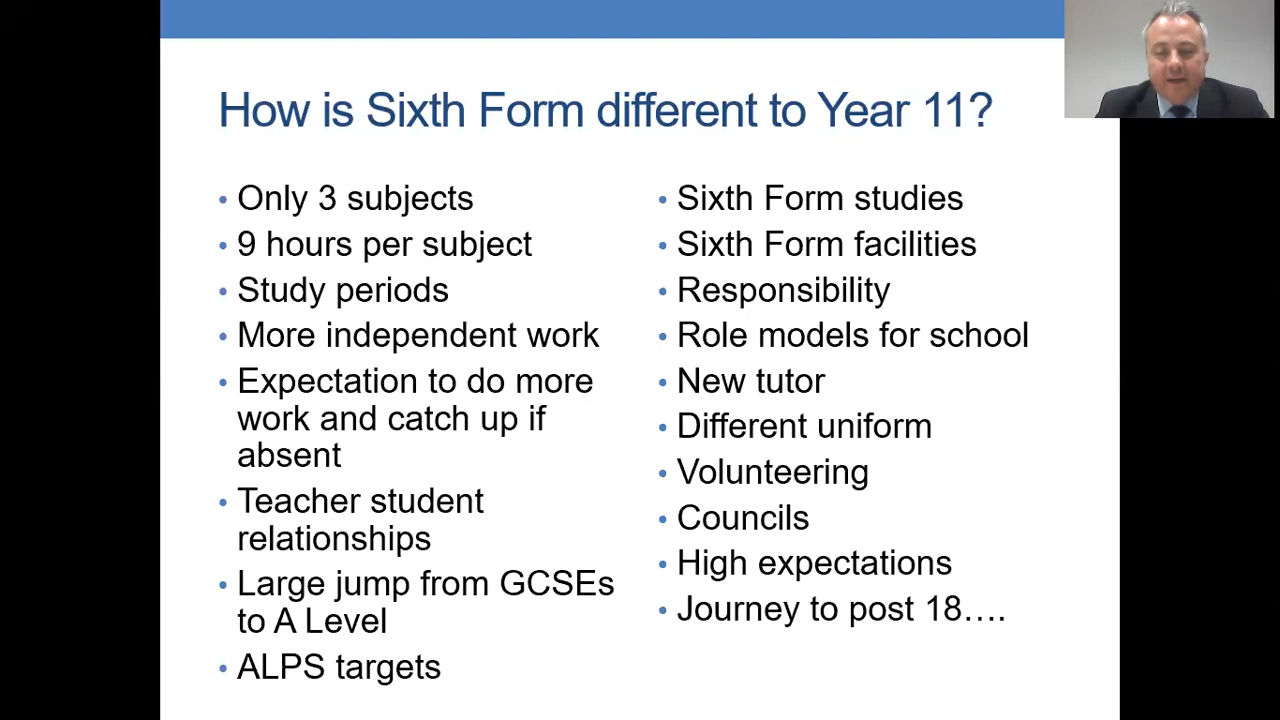 How is Sixth Form different to Year 11?
• Only 3 subjects
• 9 hours per subject
• Study periods
• More independent work
• Expectation to do more
work and catch up if
absent
• Teacher student
relationships
• Large jump from GCSEs
to A Level
• ALPS targets
• Sixth Form studies
• Sixth Form facilities
• Responsibility
• Role models for school
• New tutor
• Different uniform
• Volunteering
• Councils
• High expectations
• Journey to post 18….